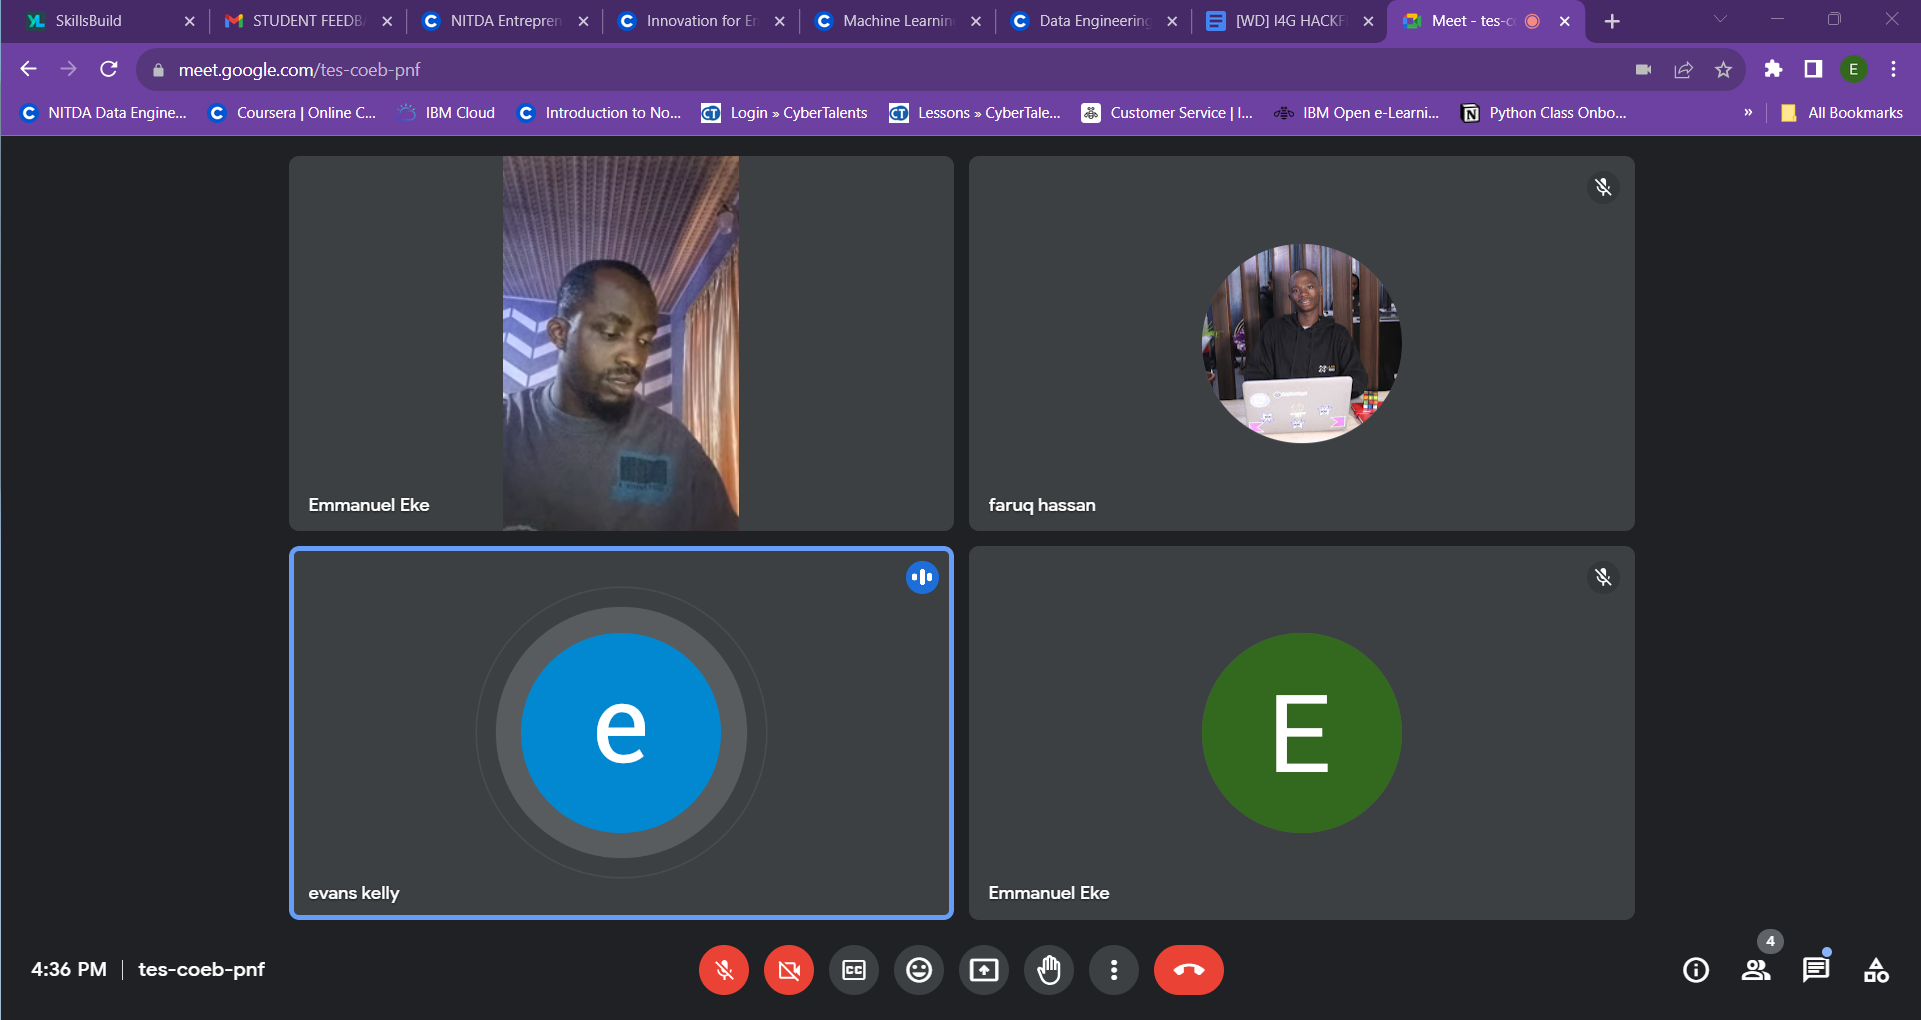 SkillsBuild
STUDENT FEEDB
NITDA Entrepren
Innovation for En
Machine Learnin
Data Engineering
[WD] I4G HACKF
Meet - tes-c
meet.google.com/tes-coeb-pnf
E
NITDA Data Engine...
Coursera | Online C...
IBM Cloud
Introduction to No...
CT
Login » CyberTalents
CT
Lessons » CyberTale...
Customer Service | I...
IBM Open e-Learni...
Python Class Onbo...
»
All Bookmarks
Emmanuel Eke
faruq hassan
e
evans kelly
E
Emmanuel Eke
4:36 PM | tes-coeb-pnf
CC
4